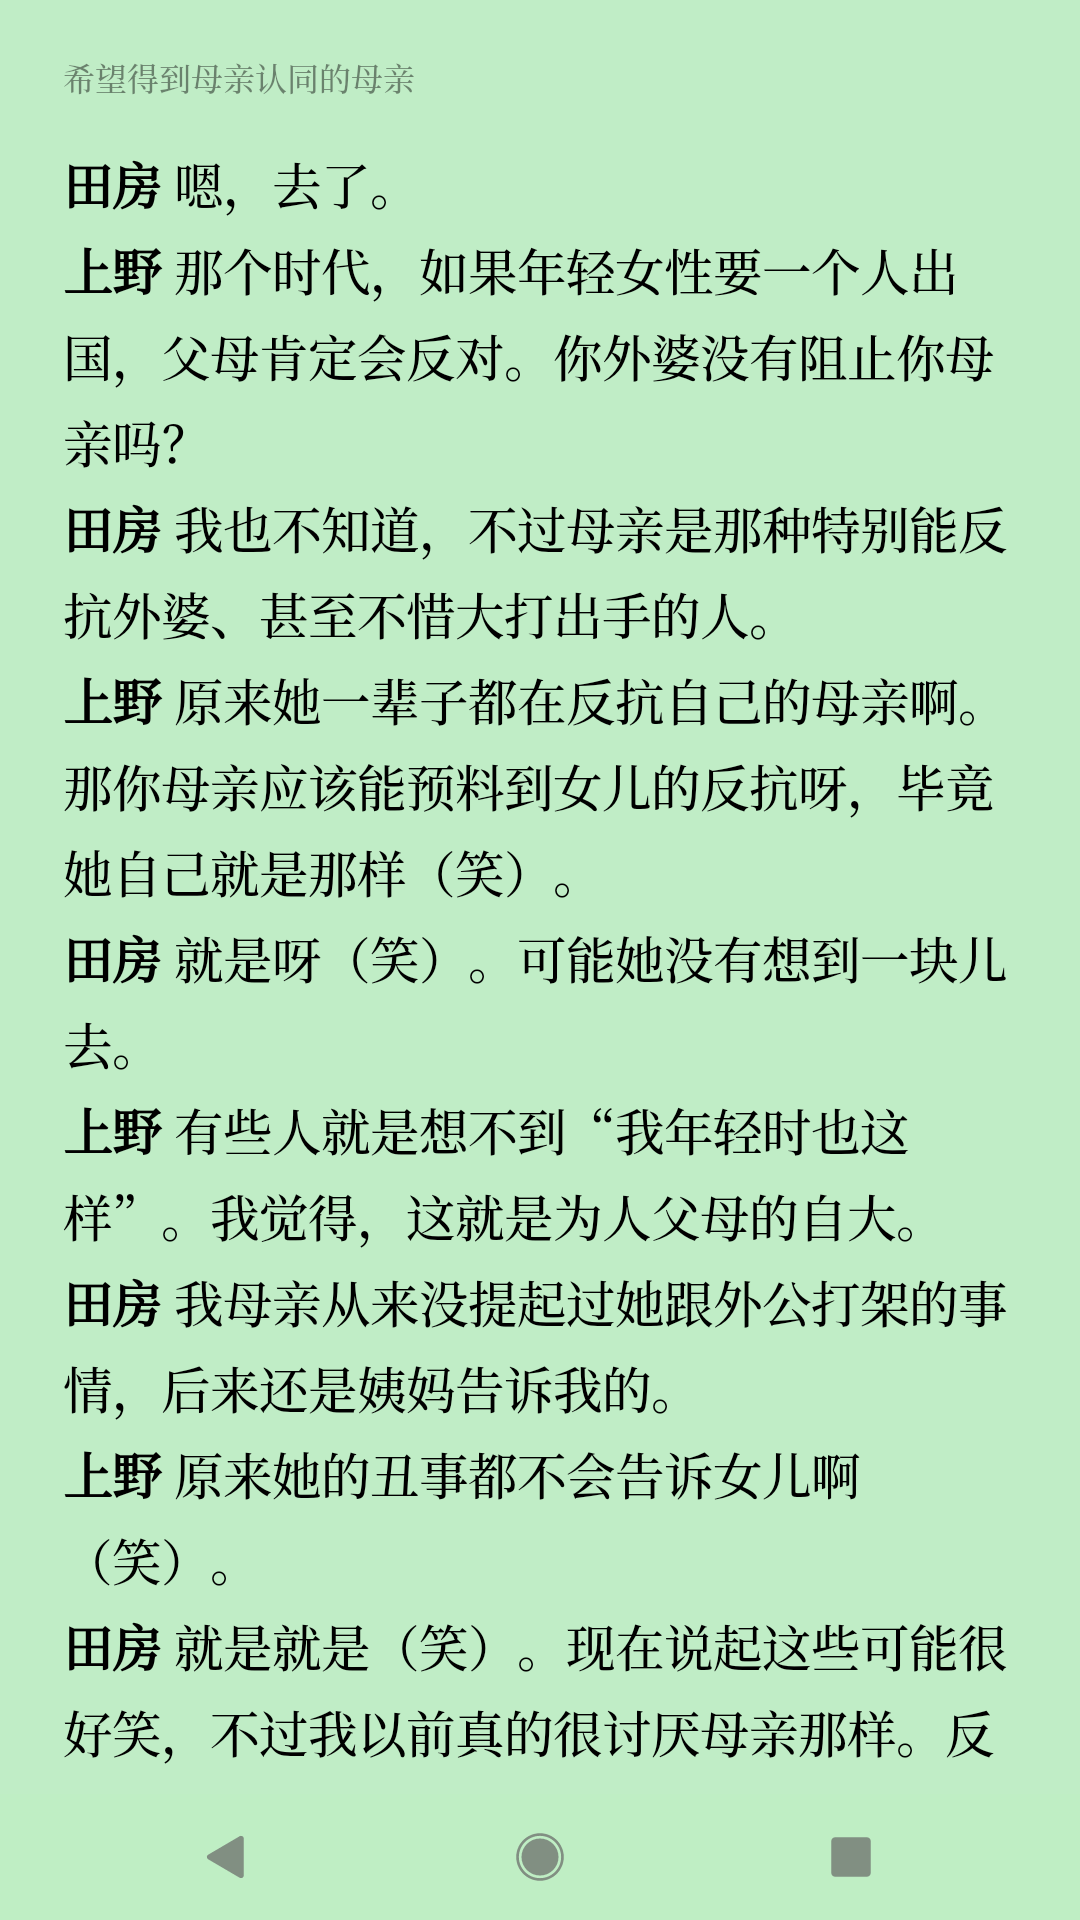 希望得到母亲认同的母亲
田房 嗯，去了。
上野 那个时代，如果年轻女性要一个人出
国，父母肯定会反对。你外婆没有阻止你母
亲吗？
田房 我也不知道，不过母亲是那种特别能反
抗外婆、甚至不惜大打出手的人。
上野 原来她一辈子都在反抗自己的母亲啊。
那你母亲应该能预料到女儿的反抗呀，毕竟
她自己就是那样（笑）。
田房 就是呀（笑）。可能她没有想到一块儿
去。
上野 有些人就是想不到“我年轻时也这
样”。我觉得，这就是为人父母的自大。
田房 我母亲从来没提起过她跟外公打架的事
情，后来还是姨妈告诉我的。
上野 原来她的丑事都不会告诉女儿啊
（笑）。
田房 就是就是（笑）。现在说起这些可能很
好笑，不过我以前真的很讨厌母亲那样。反